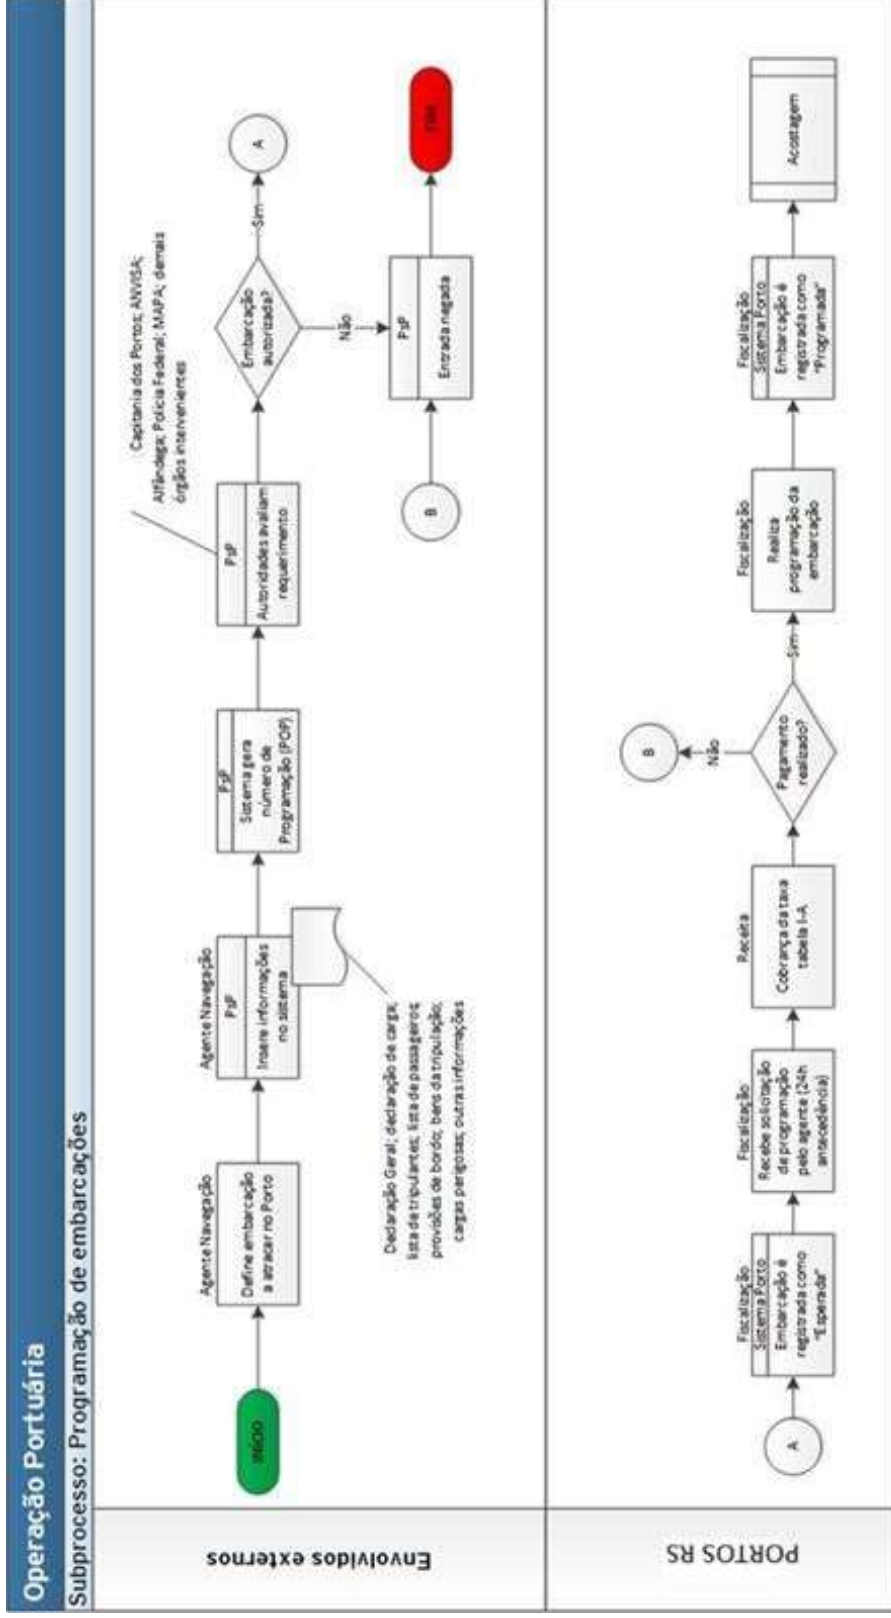 Operação Portuária
Subprocesso: Programação de embarcações
Envolvidos externos
INÍCIO
Agente Navegação
Define embarcação
a atracar no Porto
Agente Navegação
PsP
Insere informações
no sistema
Declaração Geral; declaração de carga;
lista de tripulantes; lista de passageiros;
provisões de bordo; bens da tripulação;
cargas perigosas; outras informações
PsP
Sistema gera
número de
Programação (POP)
PsP
Autoridades avaliam
requerimento
Capitania dos Portos; ANVISA;
Alfândega; Polícia Federal; MAPA; demais
órgãos intervenientes
Embarcação
autorizada?
Sim
A
Não
B
PsP
Entrada negada
FIM
PORTOS RS
A
Fiscalização
Sistema Porto
Embarcação é
registrada como
"Esperada"
Fiscalização
Recebe solicitação
de programação
pelo agente (24h
antecedência)
Receita
Cobrança da taxa
tabela I-A
Pagamento
realizado?
Não
B
Sim
Fiscalização
Realiza
programação da
embarcação
Fiscalização
Sistema Porto
Embarcação é
registrada como
"Programada"
Acostagem